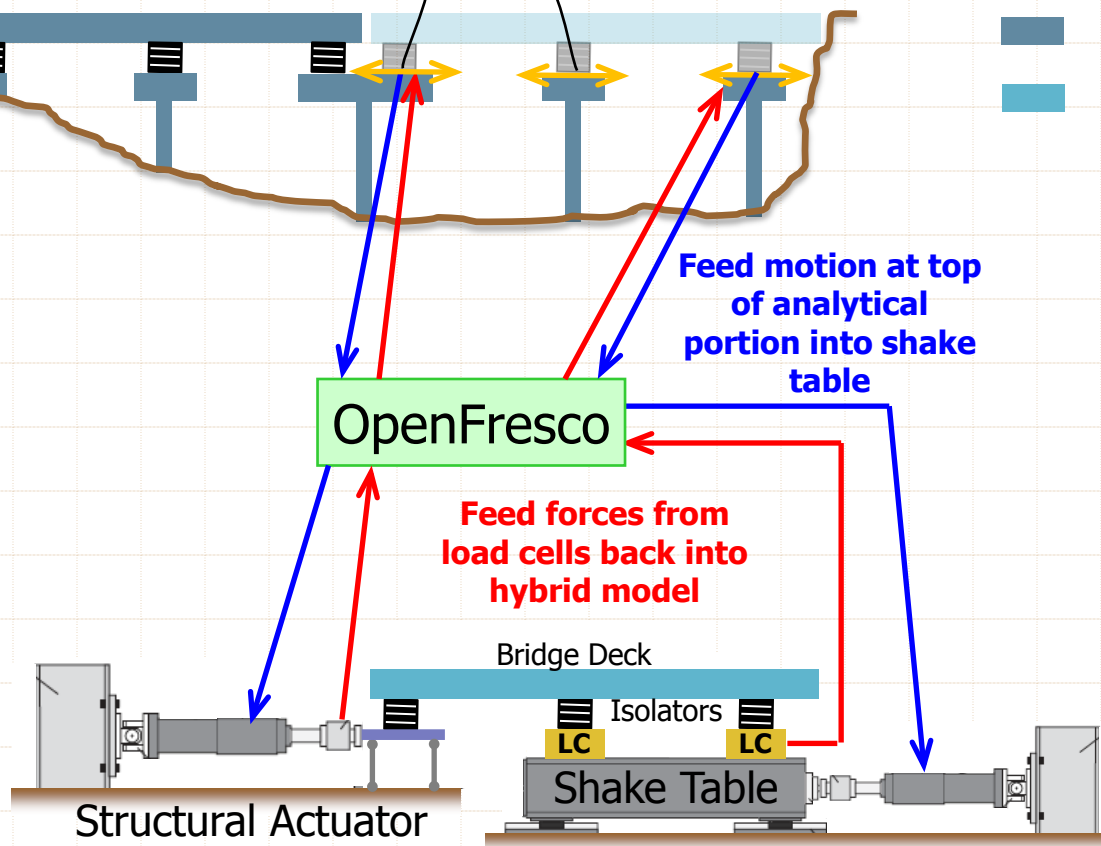 Feed motion at top
of analytical
portion into shake
table
OpenFresco
Feed forces from
load cells back into
hybrid model
Bridge Deck
Isolators
LC
LC
Shake Table
Structural Actuator